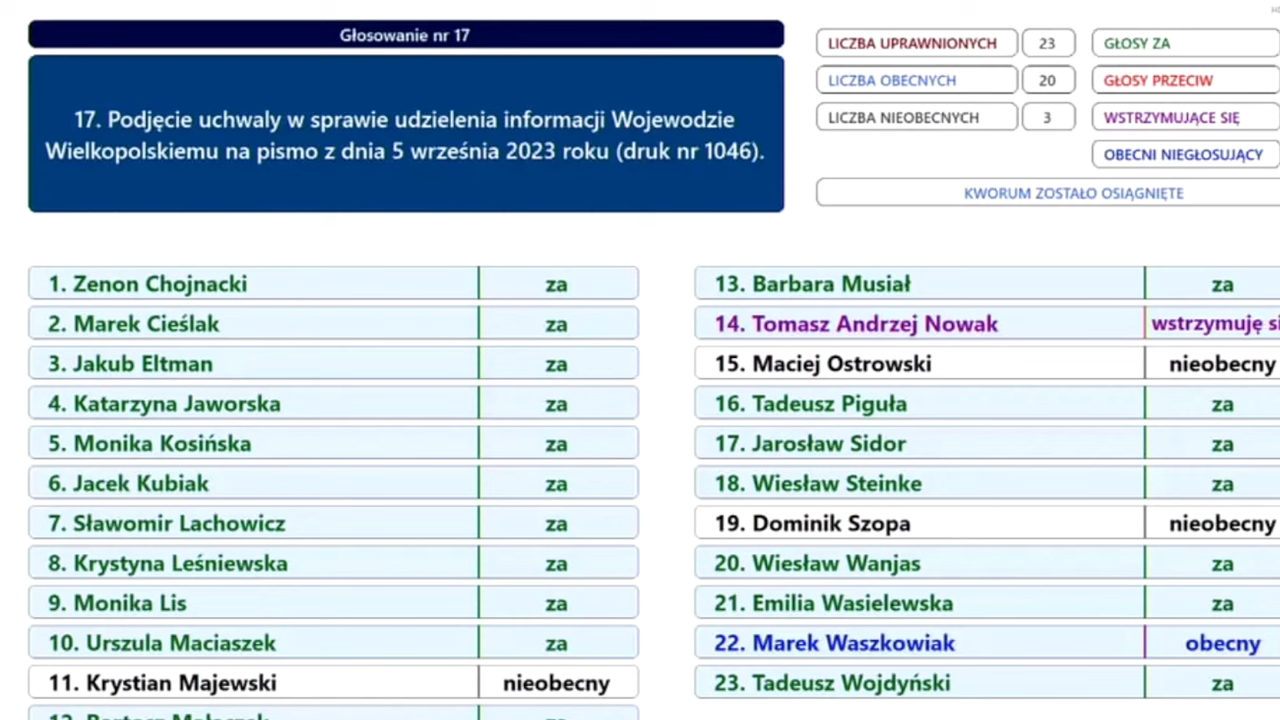 Głosowanie nr 17
17. Podjęcie uchwaly w sprawie udzielenia informacji Wojewodzie
Wielkopolskiemu na pismo z dnia 5 września 2023 roku (druk nr 1046).
LICZBA UPRAWNIONYCH 23 GŁOSY ZA
LICZBA OBECNYCH 20 GŁOSY PRZECIW
LICZBA NIEOBECNYCH 3 WSTRZYMUJĄCE SIĘ
OBECNI NIEGŁOSUJĄCY
KWORUM ZOSTAŁO OSIĄGNIĘTE
1. Zenon Chojnacki za
2. Marek Cieślak za
3. Jakub Eltman za
4. Katarzyna Jaworska za
5. Monika Kosińska za
6. Jacek Kubiak za
7. Sławomir Lachowicz za
8. Krystyna Leśniewska za
9. Monika Lis za
10. Urszula Maciaszek za
11. Krystian Majewski nieobecny
13. Barbara Musiał za
14. Tomasz Andrzej Nowak wstrzymuję
15. Maciej Ostrowski nieobecny
16. Tadeusz Piguła za
17. Jarosław Sidor za
18. Wiesław Steinke za
19. Dominik Szopa nieobecny
20. Wiesław Wanjas za
21. Emilia Wasielewska za
22. Marek Waszkowiak obecny
23. Tadeusz Wojdyński za